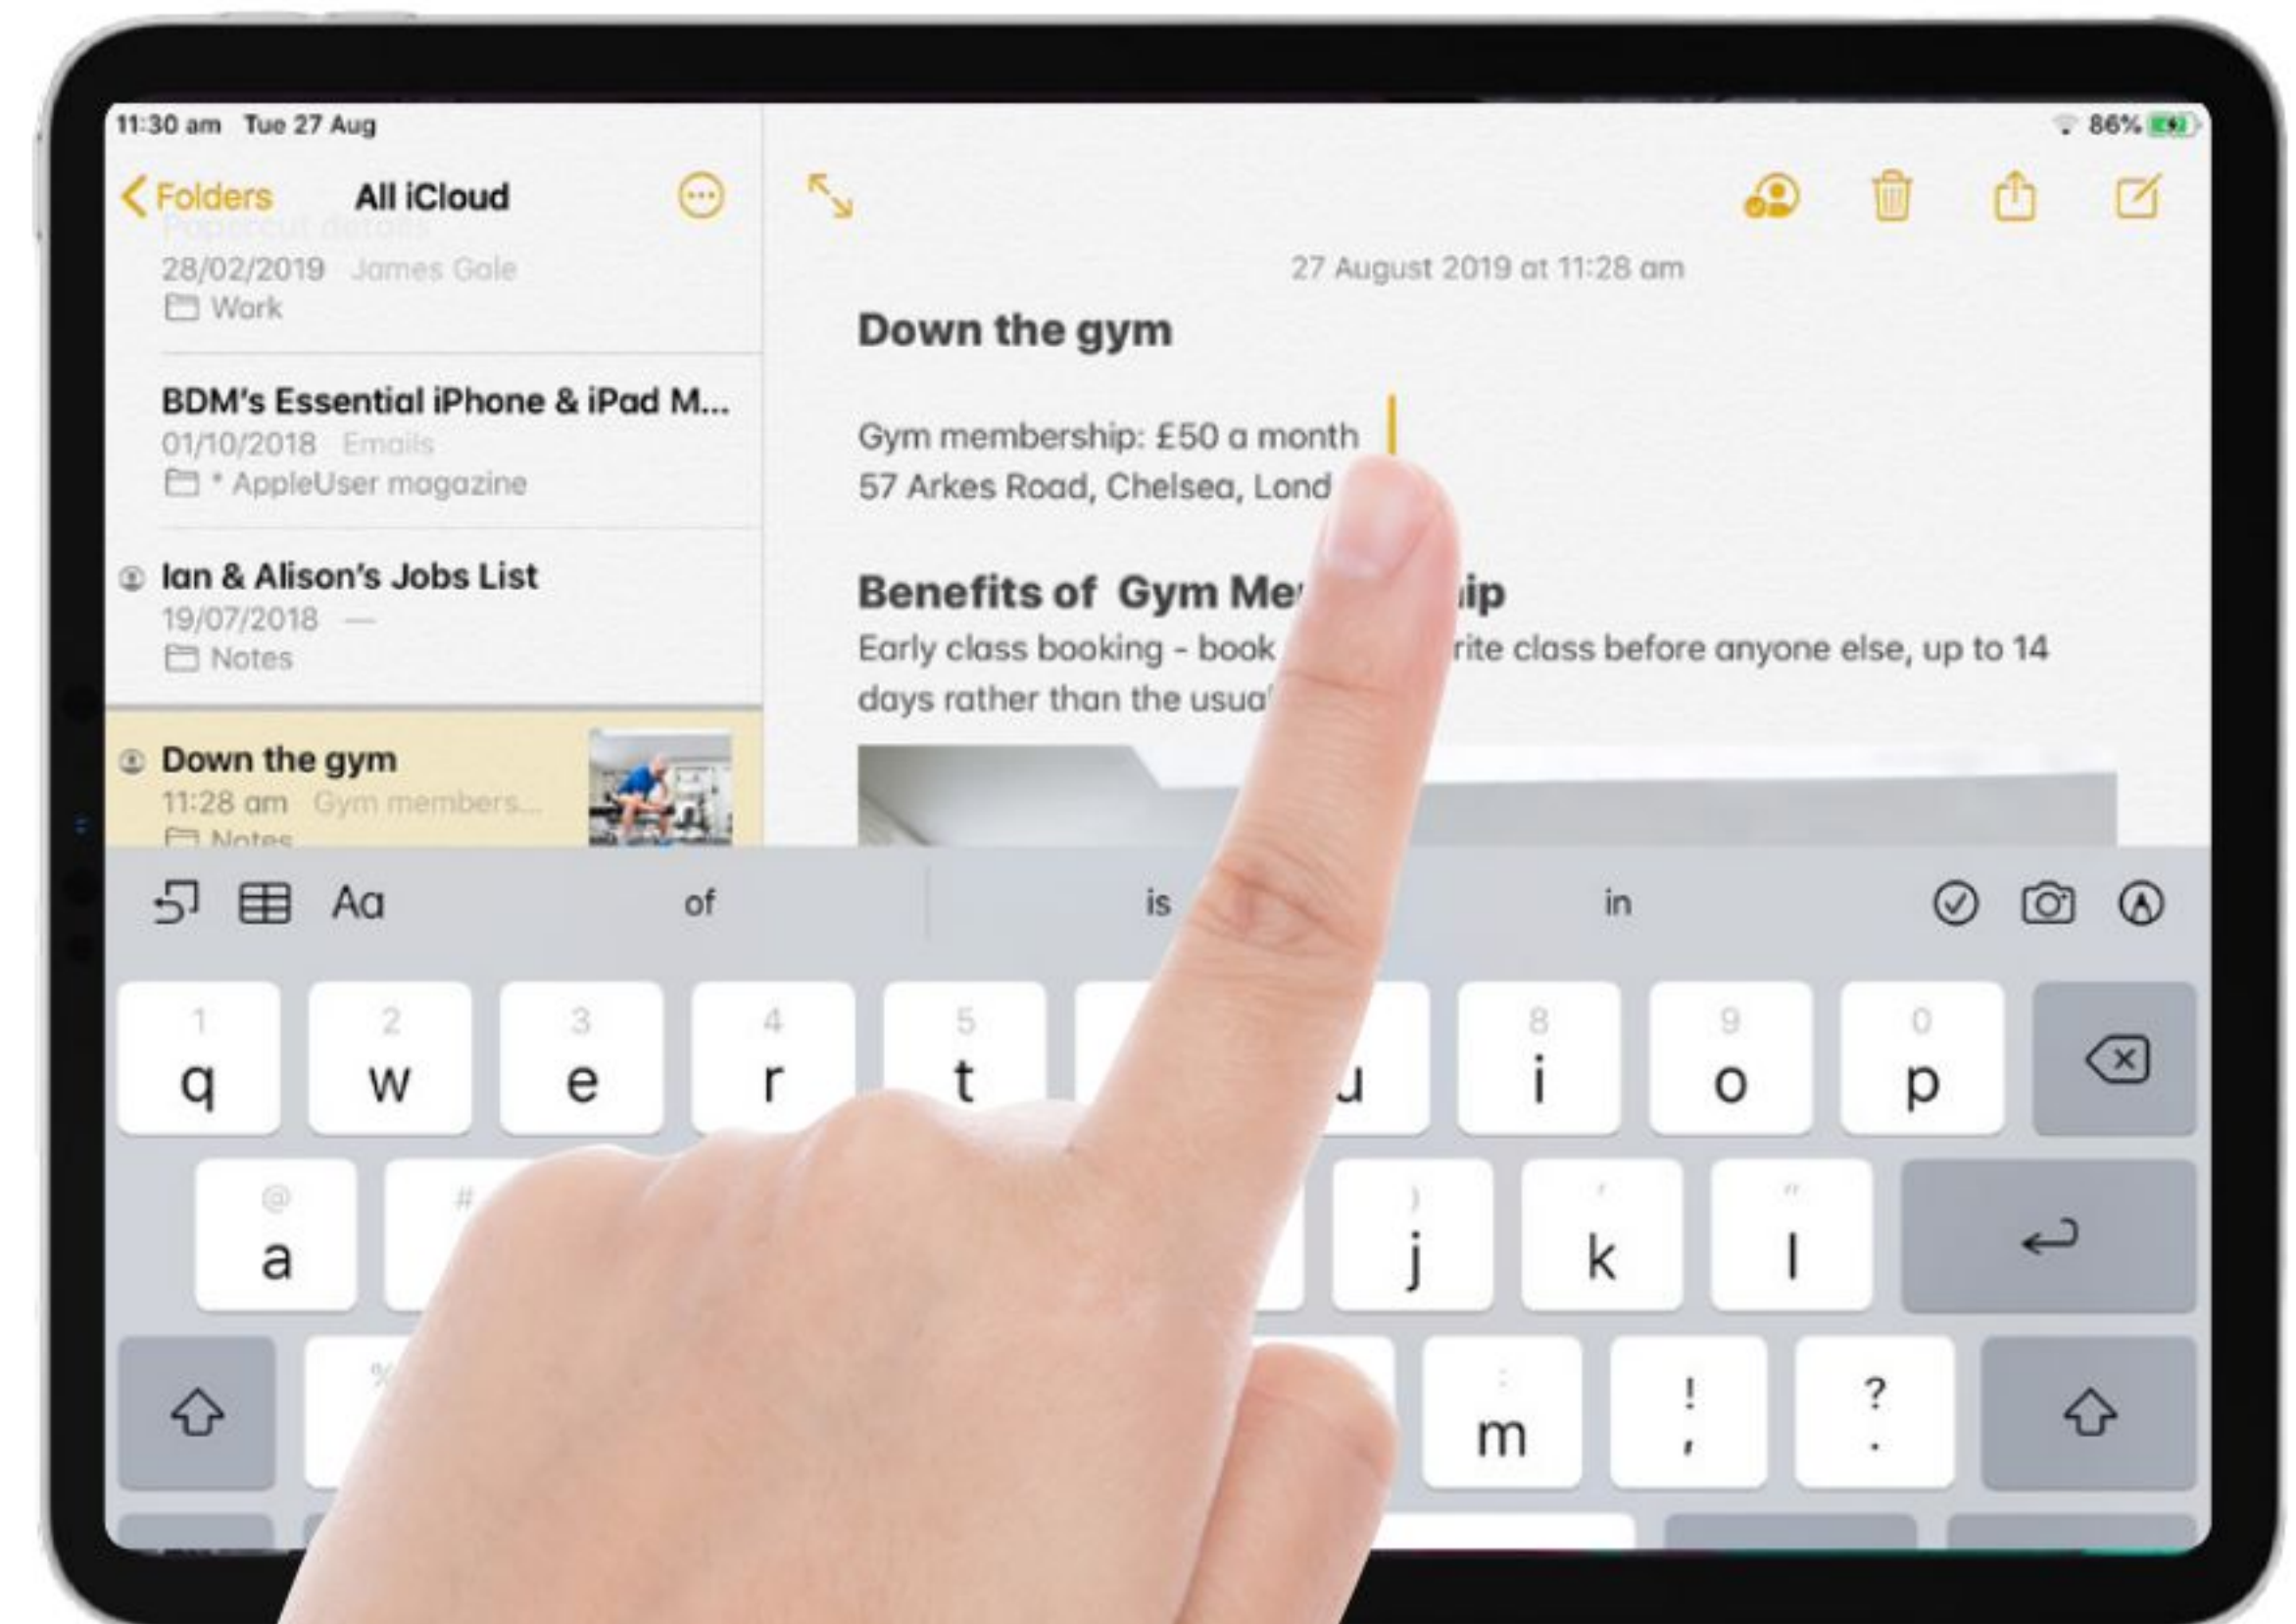 11:30 am Tue 27 Aug
86%
Folders
All iCloud
Papercut details
28/02/2019 James Gale
Work
BDM's Essential iPhone & iPad M...
01/10/2018 Emails
* AppleUser magazine
Ian & Alison's Jobs List
19/07/2018 —
Notes
Down the gym
11:28 am Gym members...
Notes
27 August 2019 at 11:28 am
Down the gym
Gym membership: £50 a month
57 Arkes Road, Chelsea, Lond
Benefits of Gym Me ip
Early class booking - book rite class before anyone else, up to 14
days rather than the usual
Aa of is in
1 2 3 4 5 8 9 0
q w e r t u i o p
@ # ) ' "
a j k l
% : ! ?
m , .